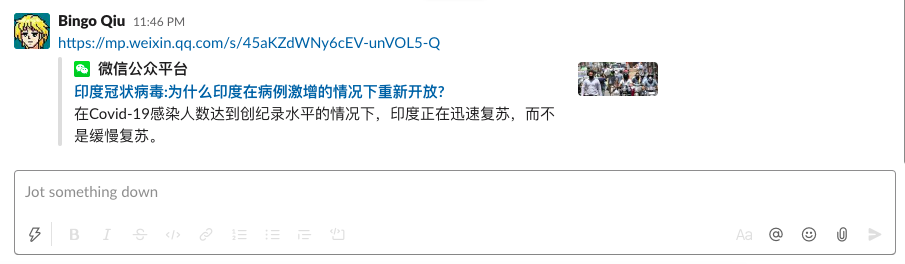 Bingo Qiu 11:46 PM
https://mp.weixin.qq.com/s/45aKZdWNy6cEV-unVOL5-Q
微信公众平台
印度冠状病毒:为什么印度在病例激增的情况下重新开放?
在Covid-19感染人数达到创纪录水平的情况下，印度正在迅速复苏，而不
是缓慢复苏。
Jot something down
B I S </> Aa @